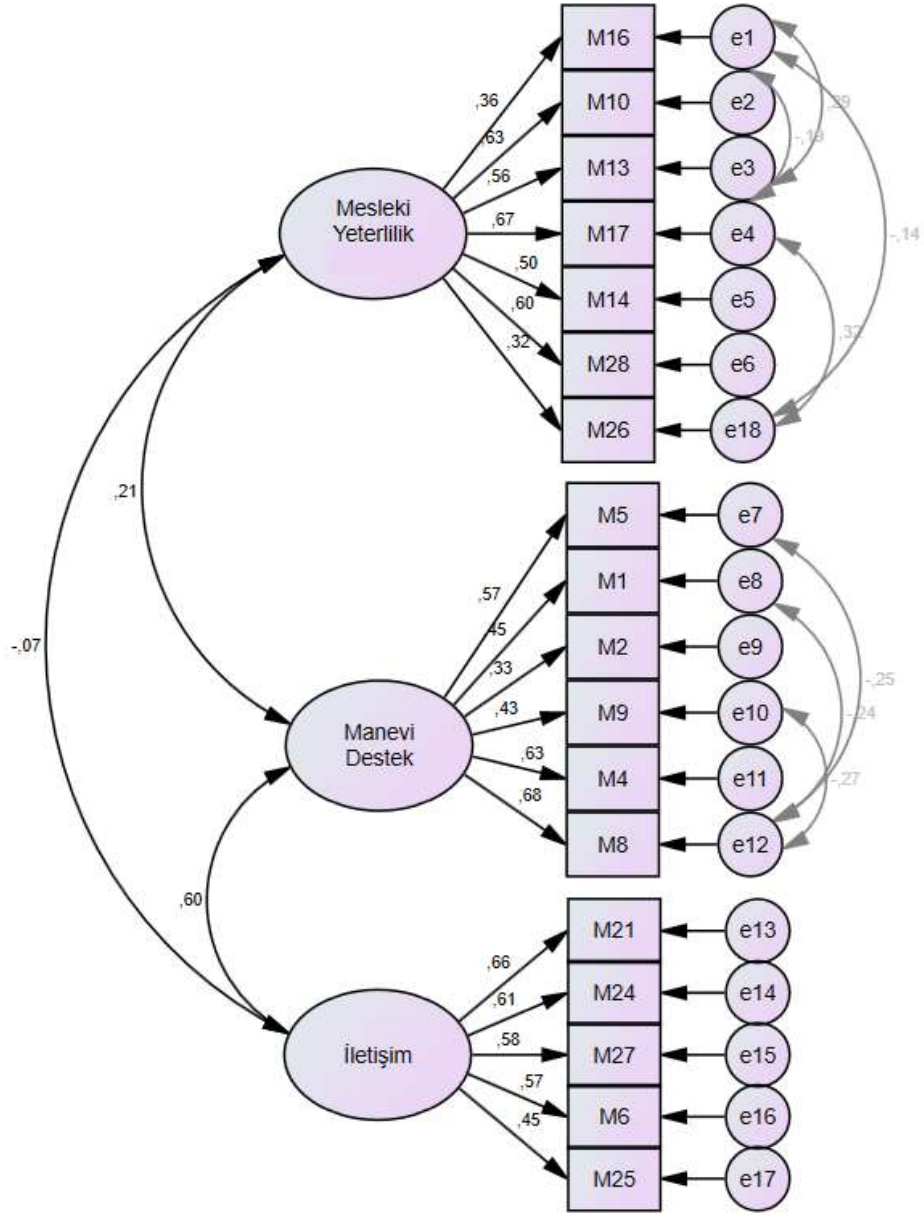 M16
e1
,36
M10
e2
,29
,63
-,19
M13
e3
,56
Mesleki
Yeterlilik
,67
M17
e4
-,14
,50
M14
e5
,60
,32
M28
e6
,32
M26
e18
,21
M5
e7
,57
M1
e8
,45
-,07
,33
M2
e9
-,25
,43
M9
e10
-,24
Manevi
Destek
,63
M4
e11
-,27
,68
M8
e12
,60
M21
e13
,66
M24
e14
,61
İletişim
,58
M27
e15
,57
M6
e16
,45
M25
e17